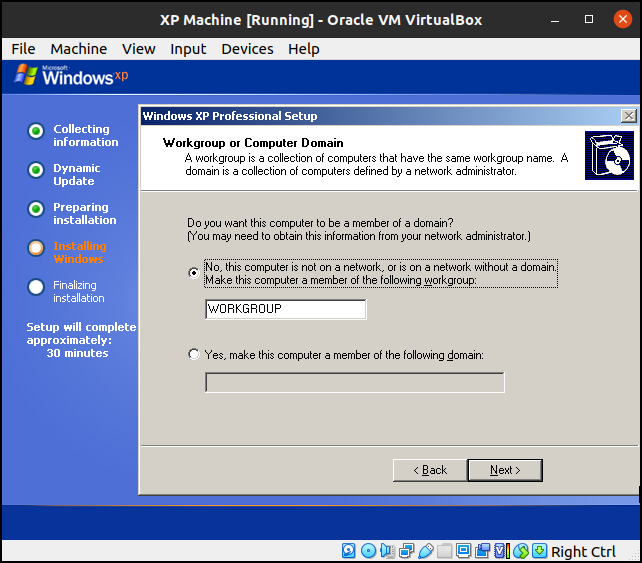 XP Machine [Running] - Oracle VM VirtualBox
File Machine View Input Devices Help
Microsoft
Windows xp
Collecting
information
Dynamic
Update
Preparing
installation
Installing
Windows
Finalizing
installation
Setup will complete
approximately:
30 minutes
Windows XP Professional Setup
Workgroup or Computer Domain
A workgroup is a collection of computers that have the same workgroup name. A
domain is a collection of computers defined by a network administrator.
Do you want this computer to be a member of a domain?
(You may need to obtain this information from your network administrator.)
No, this computer is not on a network, or is on a network without a domain.
Make this computer a member of the following workgroup:
WORKGROUP
Yes, make this computer a member of the following domain:
< Back
Next >
Right Ctrl